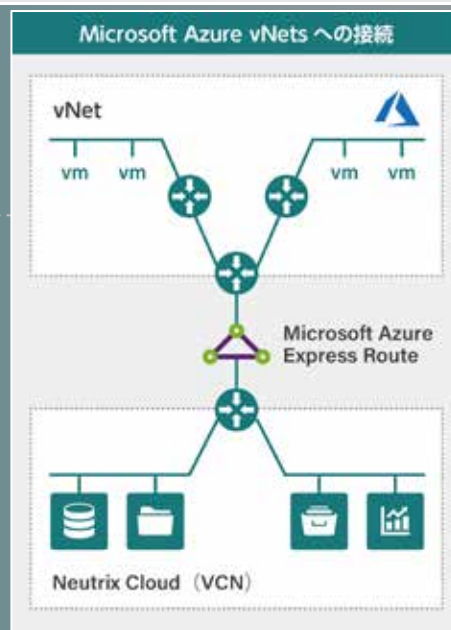 Microsoft Azure vNets への接続
vNet
vm vm vm vm
Microsoft Azure
Express Route
Neutrix Cloud（VCN）